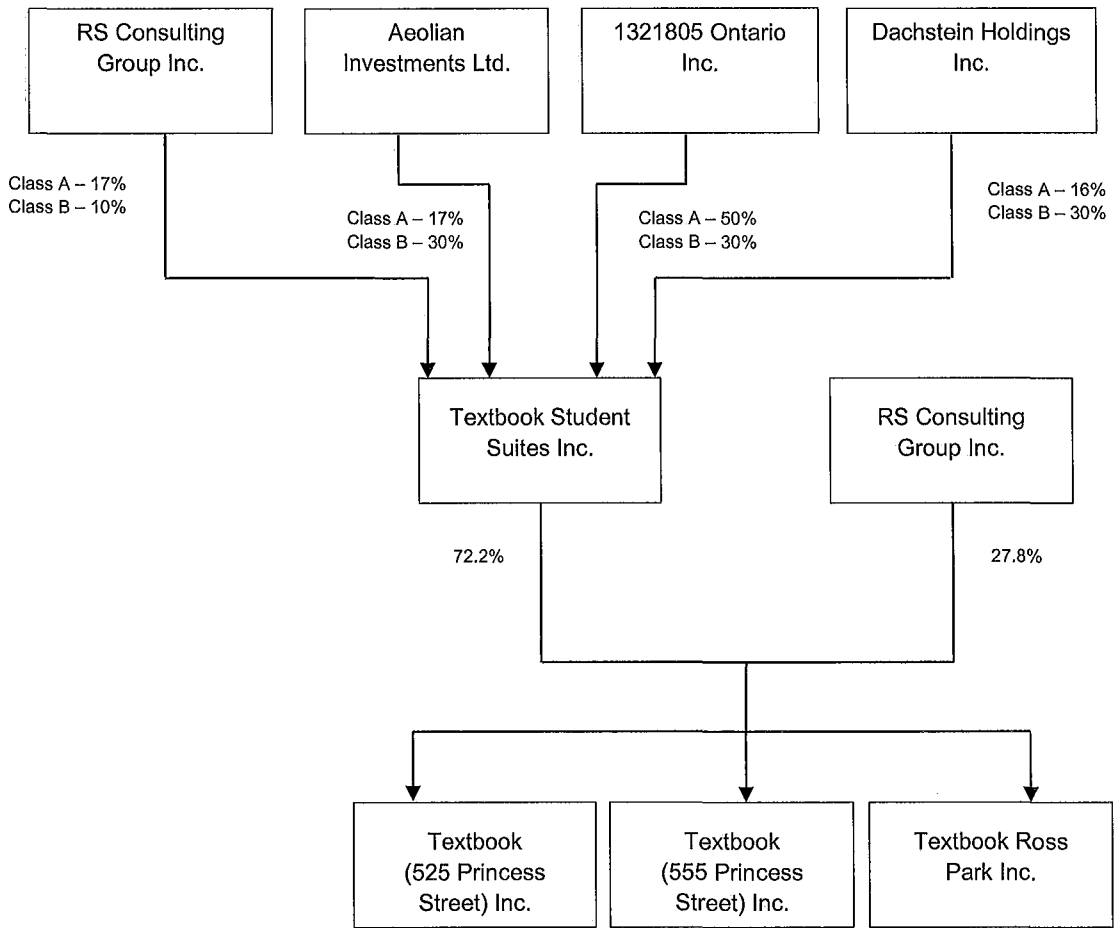 RS Consulting
Group Inc.
Aeolian
Investments Ltd.
1321805 Ontario
Inc.
Dachstein Holdings
Inc.
Class A – 17%
Class B – 10%
Class A – 17%
Class B – 30%
Class A – 50%
Class B – 30%
Class A – 16%
Class B – 30%
Textbook Student
Suites Inc.
RS Consulting
Group Inc.
72.2%
27.8%
Textbook
(525 Princess
Street) Inc.
Textbook
(555 Princess
Street) Inc.
Textbook Ross
Park Inc.